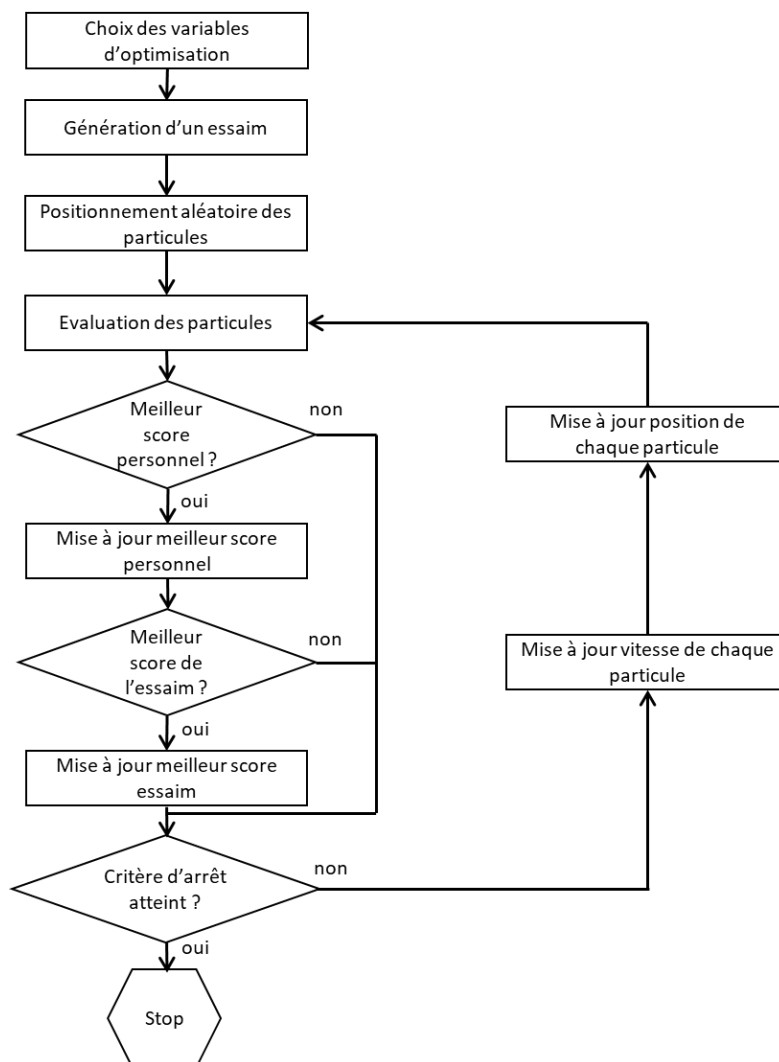 Choix des variables
d'optimisation
Génération d'un essaim
Positionnement aléatoire des
particules
Evaluation des particules
Meilleur
score
personnel ?
non
oui
Mise à jour meilleur score
personnel
Meilleur
score de
l'essaim ?
non
oui
Mise à jour meilleur score
essaim
Critère d'arrêt
atteint ?
non
oui
Stop
Mise à jour vitesse de chaque
particule
Mise à jour position de
chaque particule